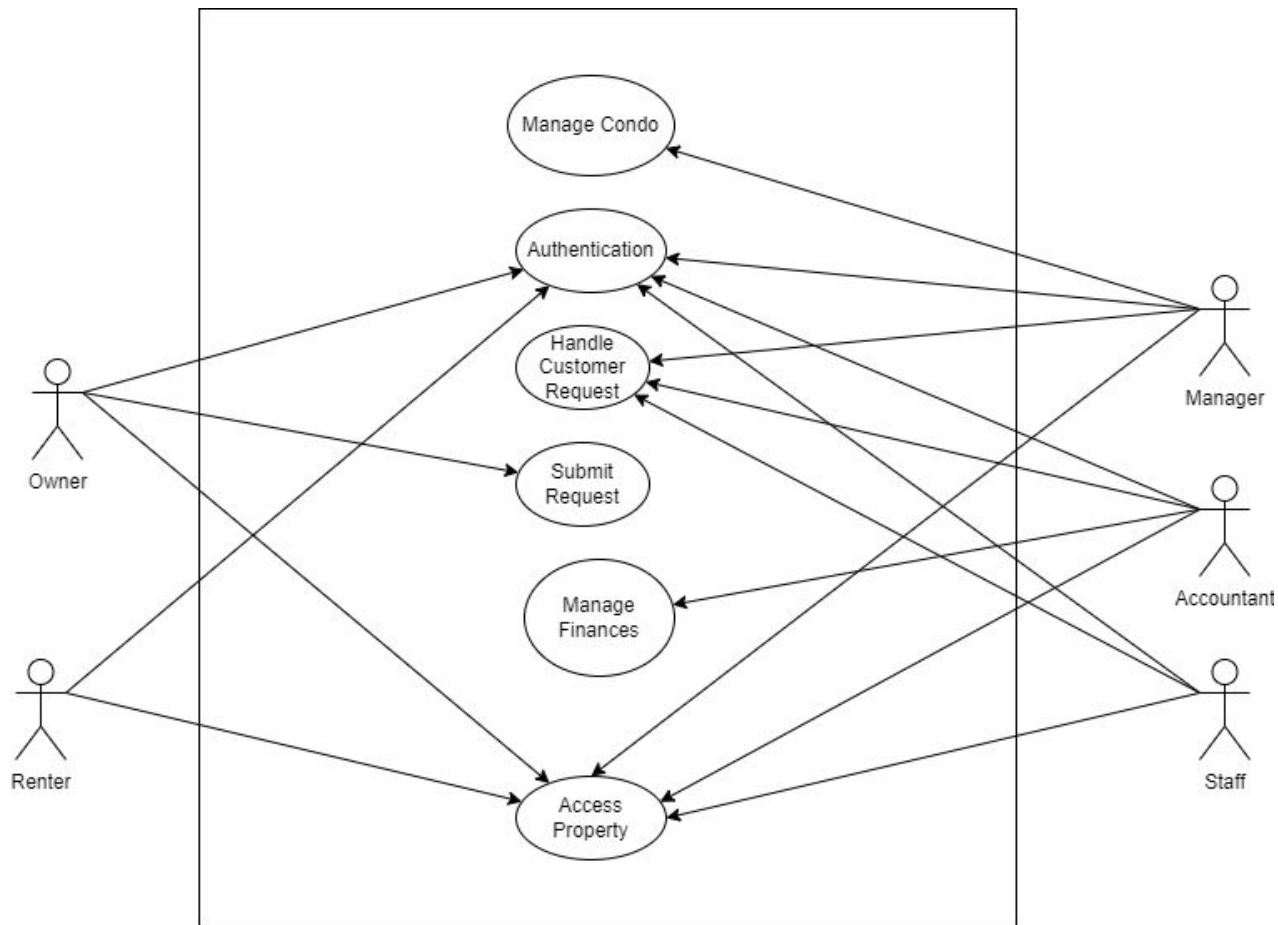 Manage Condo
Authentication
Handle
Customer
Request
Manager
Owner
Submit
Request
Accountant
Manage
Finances
Renter
Staff
Access
Property